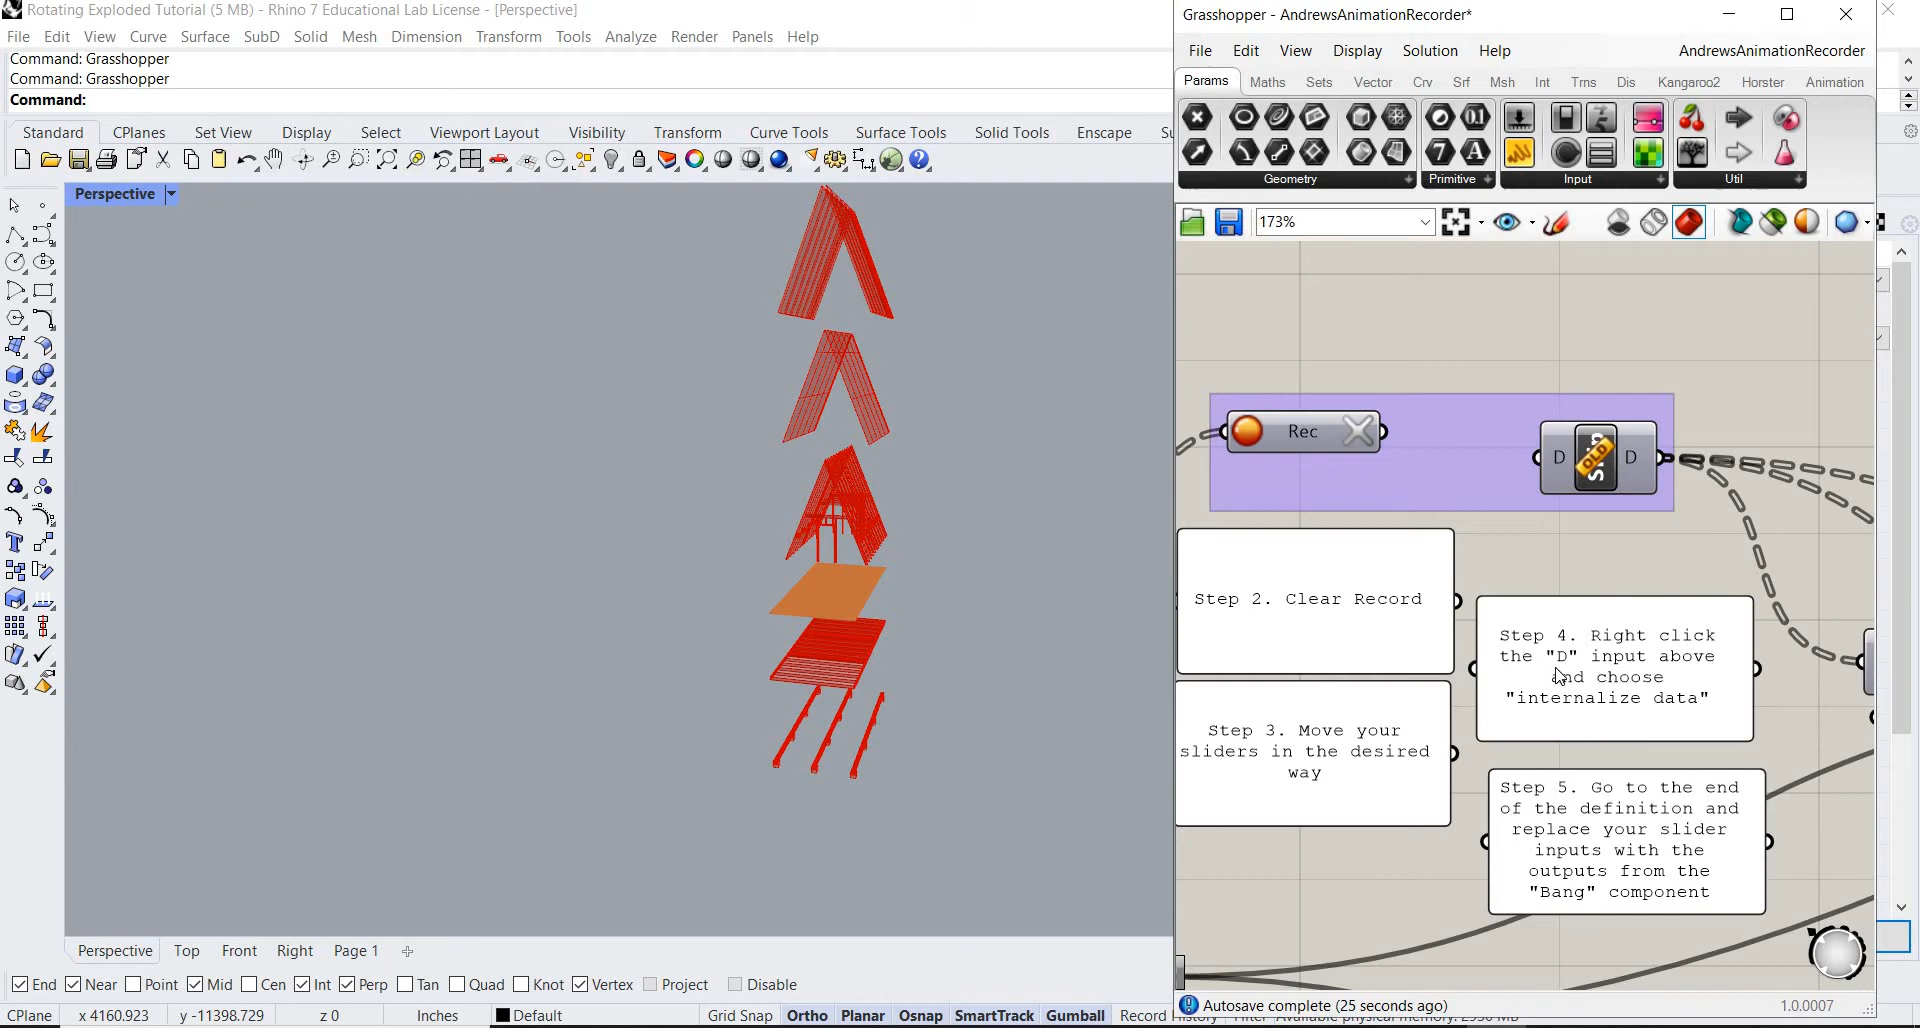 Rotating Exploded Tutorial (5 MB) - Rhino 7 Educational Lab License - [Perspective]
File Edit View Curve Surface SubD Solid Mesh Dimension Transform Tools Analyze Render Panels Help
Command: Grasshopper
Command: Grasshopper
Command:
Standard CPlanes Set View Display Select Viewport Layout Visibility Transform Curve Tools Surface Tools Solid Tools Enscape
Perspective
Perspective Top Front Right Page 1
End Near Point Mid Cen Int Perp Tan Quad Knot Vertex Project Disable
CPlane x 4160.923 y -11398.729 z 0 Inches Default Grid Snap Ortho Planar Osnap SmartTrack Gumball Record
Grasshopper - AndrewsAnimationRecorder*
File Edit View Display Solution Help AndrewsAnimationRecorder
Params Maths Sets Vector Crv Srf Msh Int Trns Dis Kangaroo2 Horster Animation
Geometry Primitive Input Util
173%
Rec
D OLD D
Step 2. Clear Record
Step 3. Move your
sliders in the desired
way
Step 4. Right click
the "D" input above
and choose
"internalize data"
Step 5. Go to the end
of the definition and
replace your slider
inputs with the
outputs from the
"Bang" component
Autosave complete (25 seconds ago)
1.0.0007